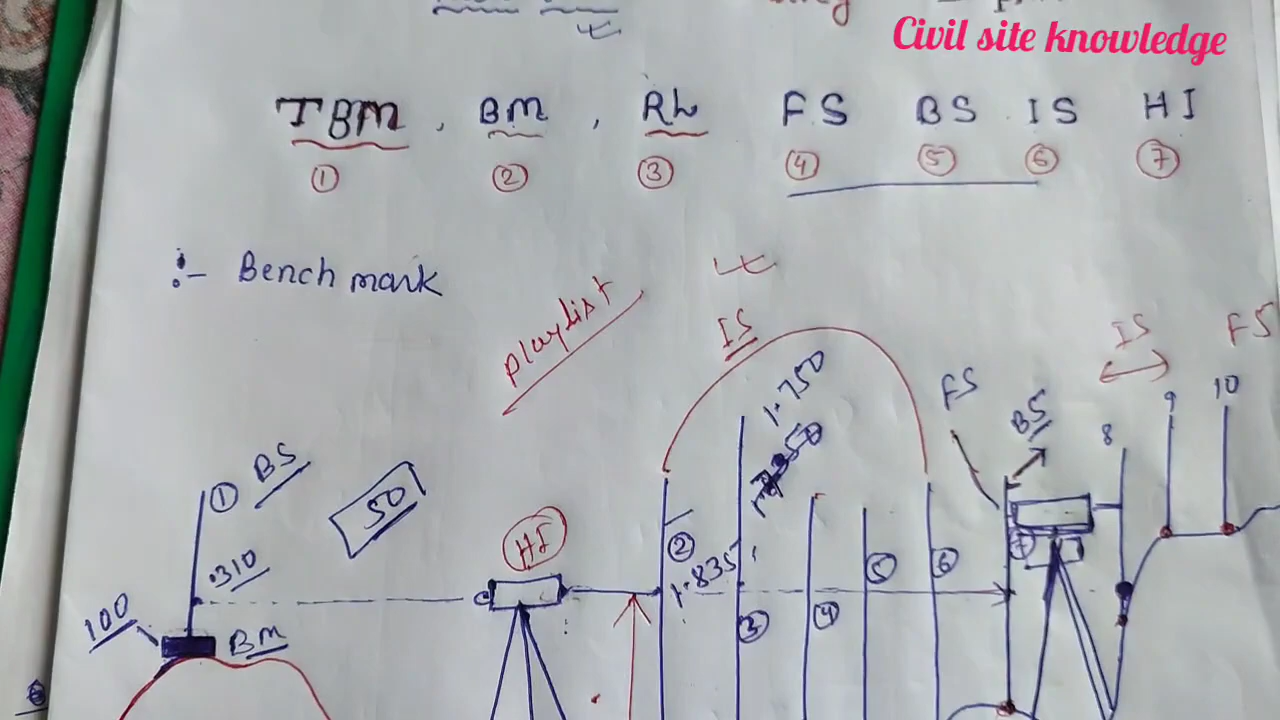 Civil site knowledge
TBM , BM , RL FS BS IS HI
① ② ③ ④ ⑤ ⑥ ⑦
:- Bench mark
playlist
IS
IS FS
1.750
FS BS 8 9 10
① BS
50
HI
② 1.835 ③ ④ ⑤ ⑥ ⑦
.310
100 BM